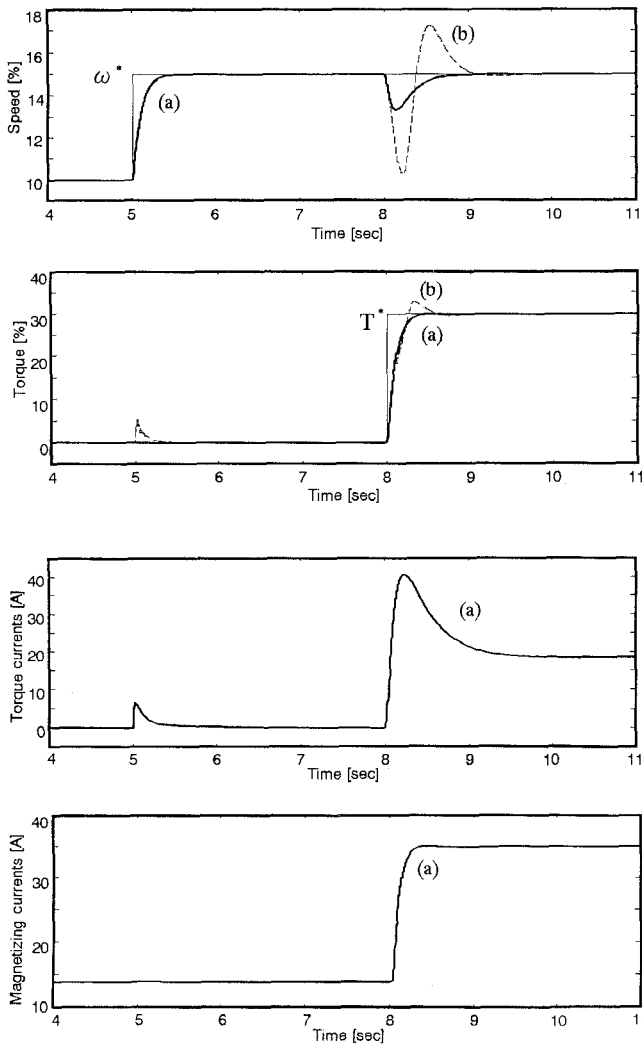 18
16
14
12
10
Speed [%]
ω*
(a)
(b)
4 5 6 7 8 9 10 11
Time [sec]
40
30
20
10
0
Torque [%]
T*
(b)
(a)
4 5 6 7 8 9 10 11
Time [sec]
40
30
20
10
0
Torque currents [A]
(a)
4 5 6 7 8 9 10 11
Time [sec]
40
30
20
10
Magnetizing currents [A]
(a)
4 5 6 7 8 9 10 1
Time [sec]